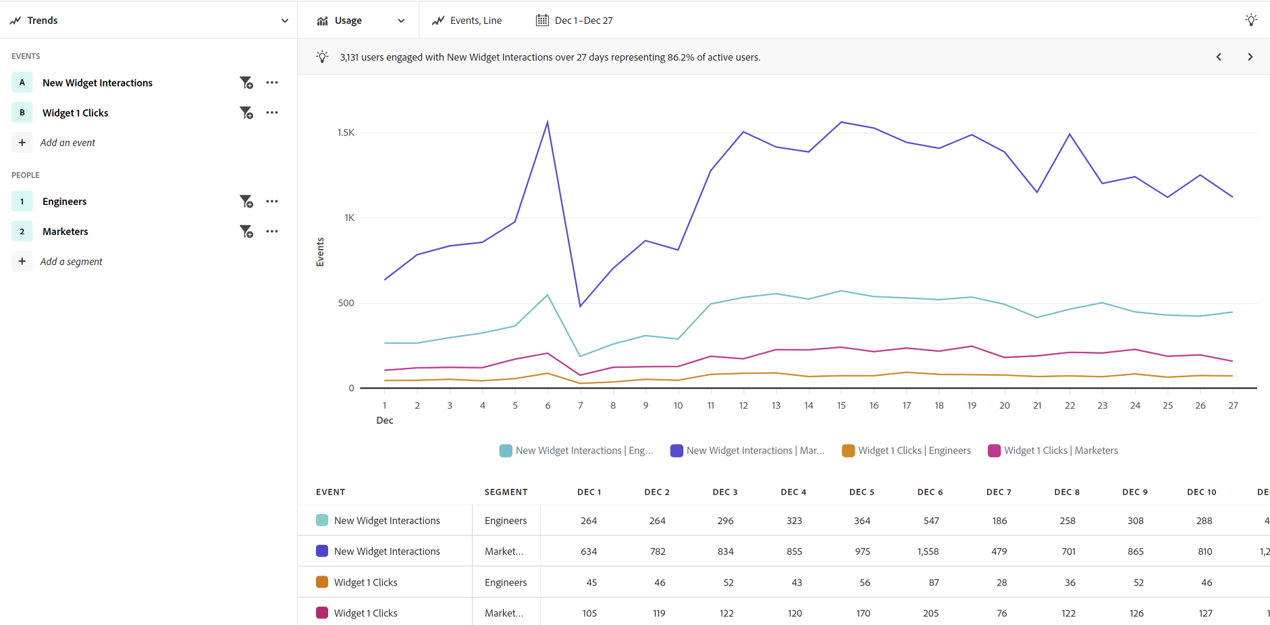 Trends
Usage
Events, Line
Dec 1–Dec 27
EVENTS
A New Widget Interactions
B Widget 1 Clicks
+ Add an event
PEOPLE
1 Engineers
2 Marketers
+ Add a segment
3,131 users engaged with New Widget Interactions over 27 days representing 86.2% of active users.
Events
1.5K
1K
500
0
1 2 3 4 5 6 7 8 9 10 11 12 13 14 15 16 17 18 19 20 21 22 23 24 25 26 27
Dec
New Widget Interactions | Eng... New Widget Interactions | Mar... Widget 1 Clicks | Engineers Widget 1 Clicks | Marketers
EVENT SEGMENT DEC 1 DEC 2 DEC 3 DEC 4 DEC 5 DEC 6 DEC 7 DEC 8 DEC 9 DEC 10 DE
New Widget Interactions Engineers 264 264 296 323 364 547 186 258 308 288 4
New Widget Interactions Market... 634 782 834 855 975 1,558 479 701 865 810 1,2
Widget 1 Clicks Engineers 45 46 52 43 56 87 28 36 52 46
Widget 1 Clicks Market... 105 119 122 120 170 205 76 122 126 127